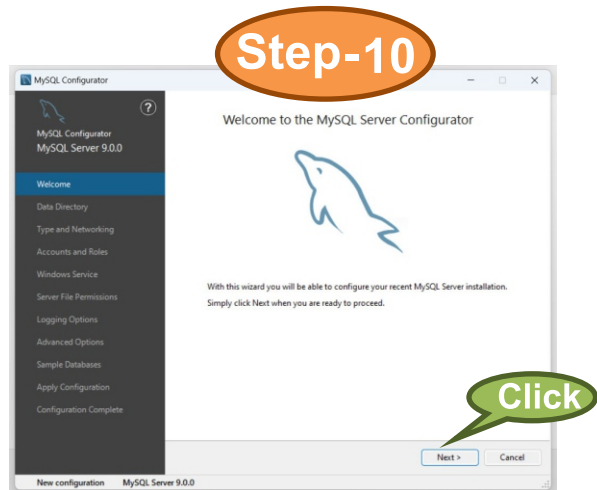 Step-10
MySQL Configurator
?
MySQL Configurator
MySQL Server 9.0.0
Welcome
Data Directory
Type and Networking
Accounts and Roles
Windows Service
Server File Permissions
Logging Options
Advanced Options
Sample Databases
Apply Configuration
Configuration Complete
Welcome to the MySQL Server Configurator
With this wizard you will be able to configure your recent MySQL Server installation.
Simply click Next when you are ready to proceed.
Click
Next >
Cancel
New configuration MySQL Server 9.0.0